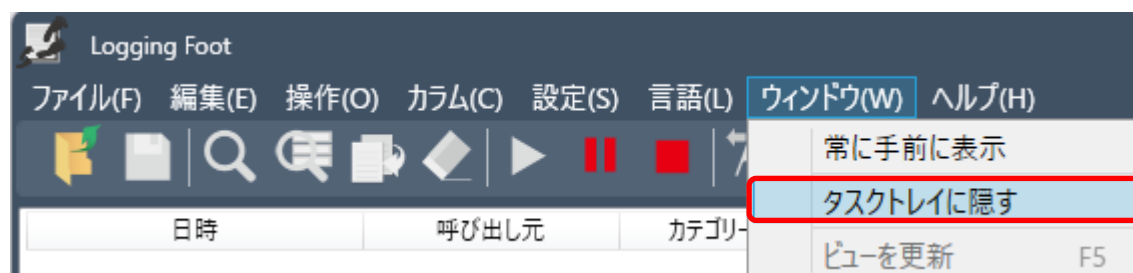 Logging Foot
ファイル(F) 編集(E) 操作(O) カラム(C) 設定(S) 言語(L) ウィンドウ(W) ヘルプ(H)
常に手前に表示
タスクトレイに隠す
日時 呼び出し元 カテゴリー
ビューを更新 F5